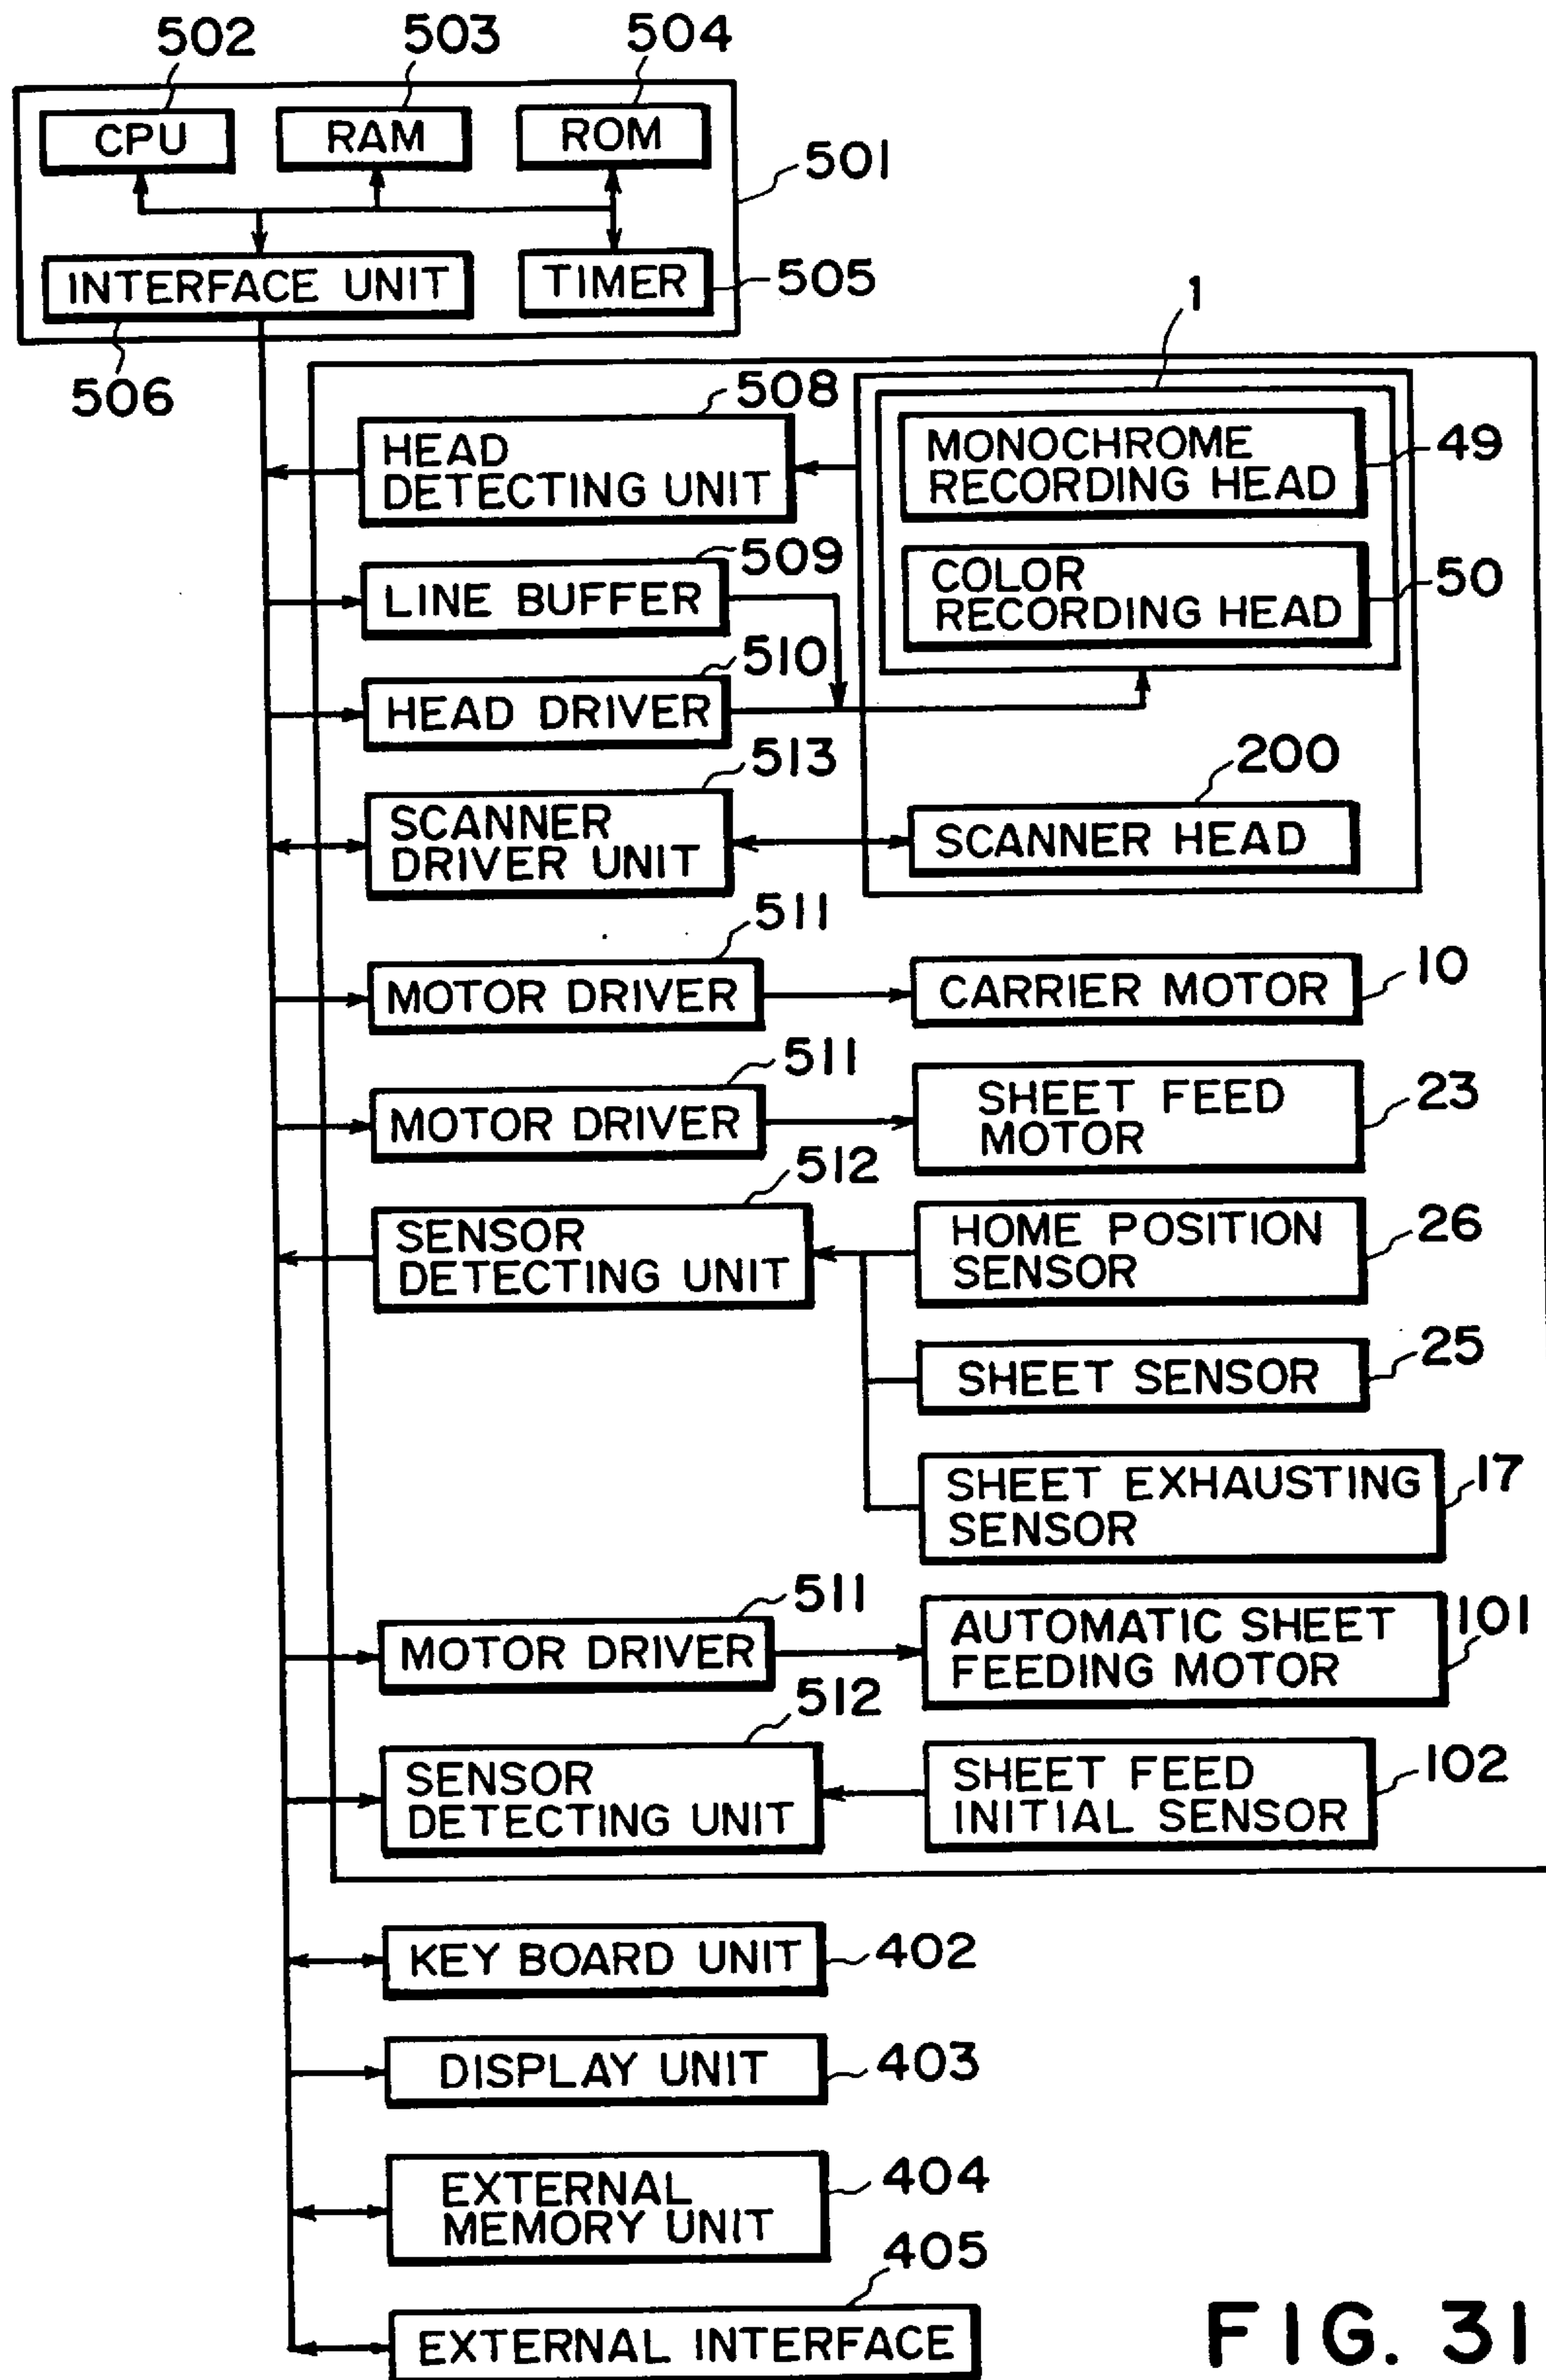 502
503
504
CPU
RAM
ROM
501
INTERFACE UNIT
TIMER
505
506
1
508
HEAD
DETECTING UNIT
MONOCHROME
RECORDING HEAD
49
509
LINE BUFFER
COLOR
RECORDING HEAD
50
510
HEAD DRIVER
513
200
SCANNER
DRIVER UNIT
SCANNER HEAD
511
MOTOR DRIVER
CARRIER MOTOR
10
511
MOTOR DRIVER
SHEET FEED
MOTOR
23
512
SENSOR
DETECTING UNIT
HOME POSITION
SENSOR
26
SHEET SENSOR
25
SHEET EXHAUSTING
SENSOR
17
511
MOTOR DRIVER
AUTOMATIC SHEET
FEEDING MOTOR
101
512
SENSOR
DETECTING UNIT
SHEET FEED
INITIAL SENSOR
102
KEY BOARD UNIT
402
DISPLAY UNIT
403
EXTERNAL
MEMORY UNIT
404
405
EXTERNAL INTERFACE
FIG. 31